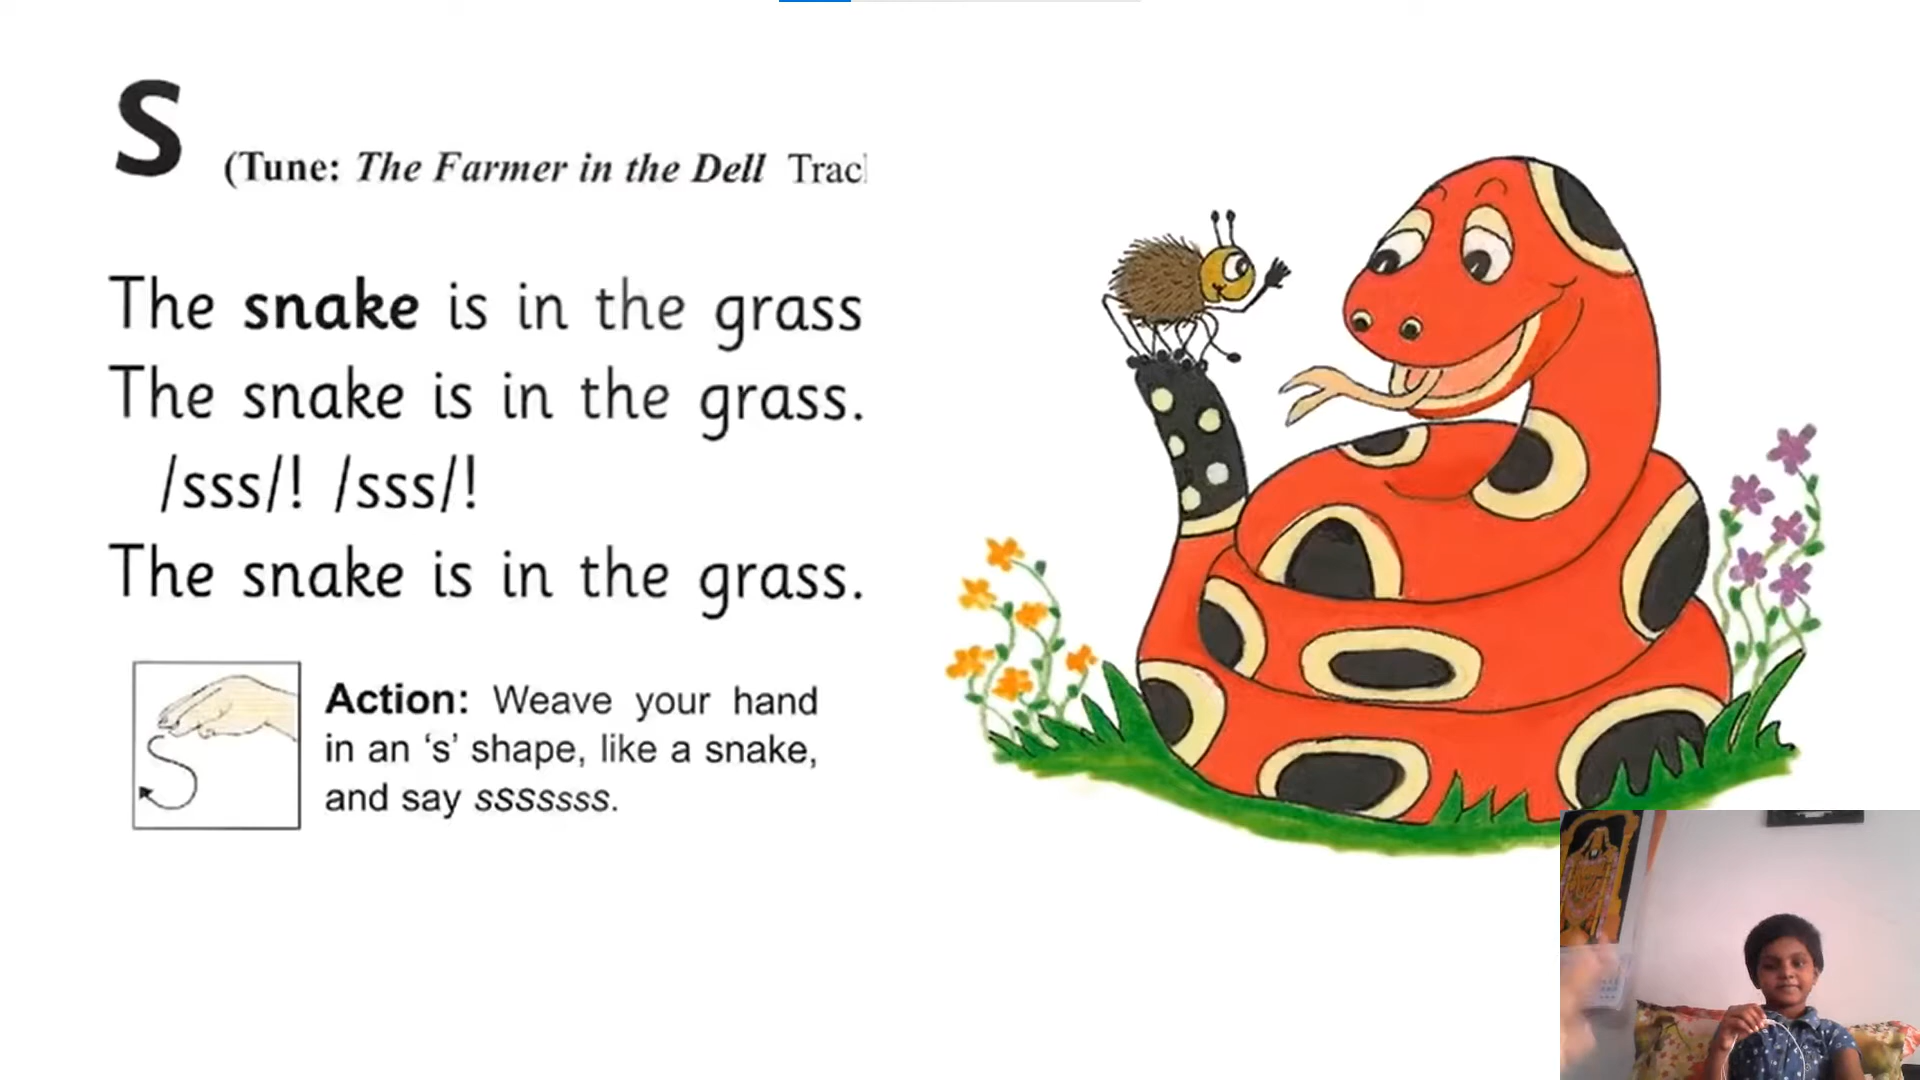 s
(Tune: The Farmer in the Dell
The snake is in the grass
The snake is in the grass.
/sss/! /sss/!
The snake is in the grass.
Action: Weave your hand
in an ‘s’ shape, like a snake,
and say sssssss.